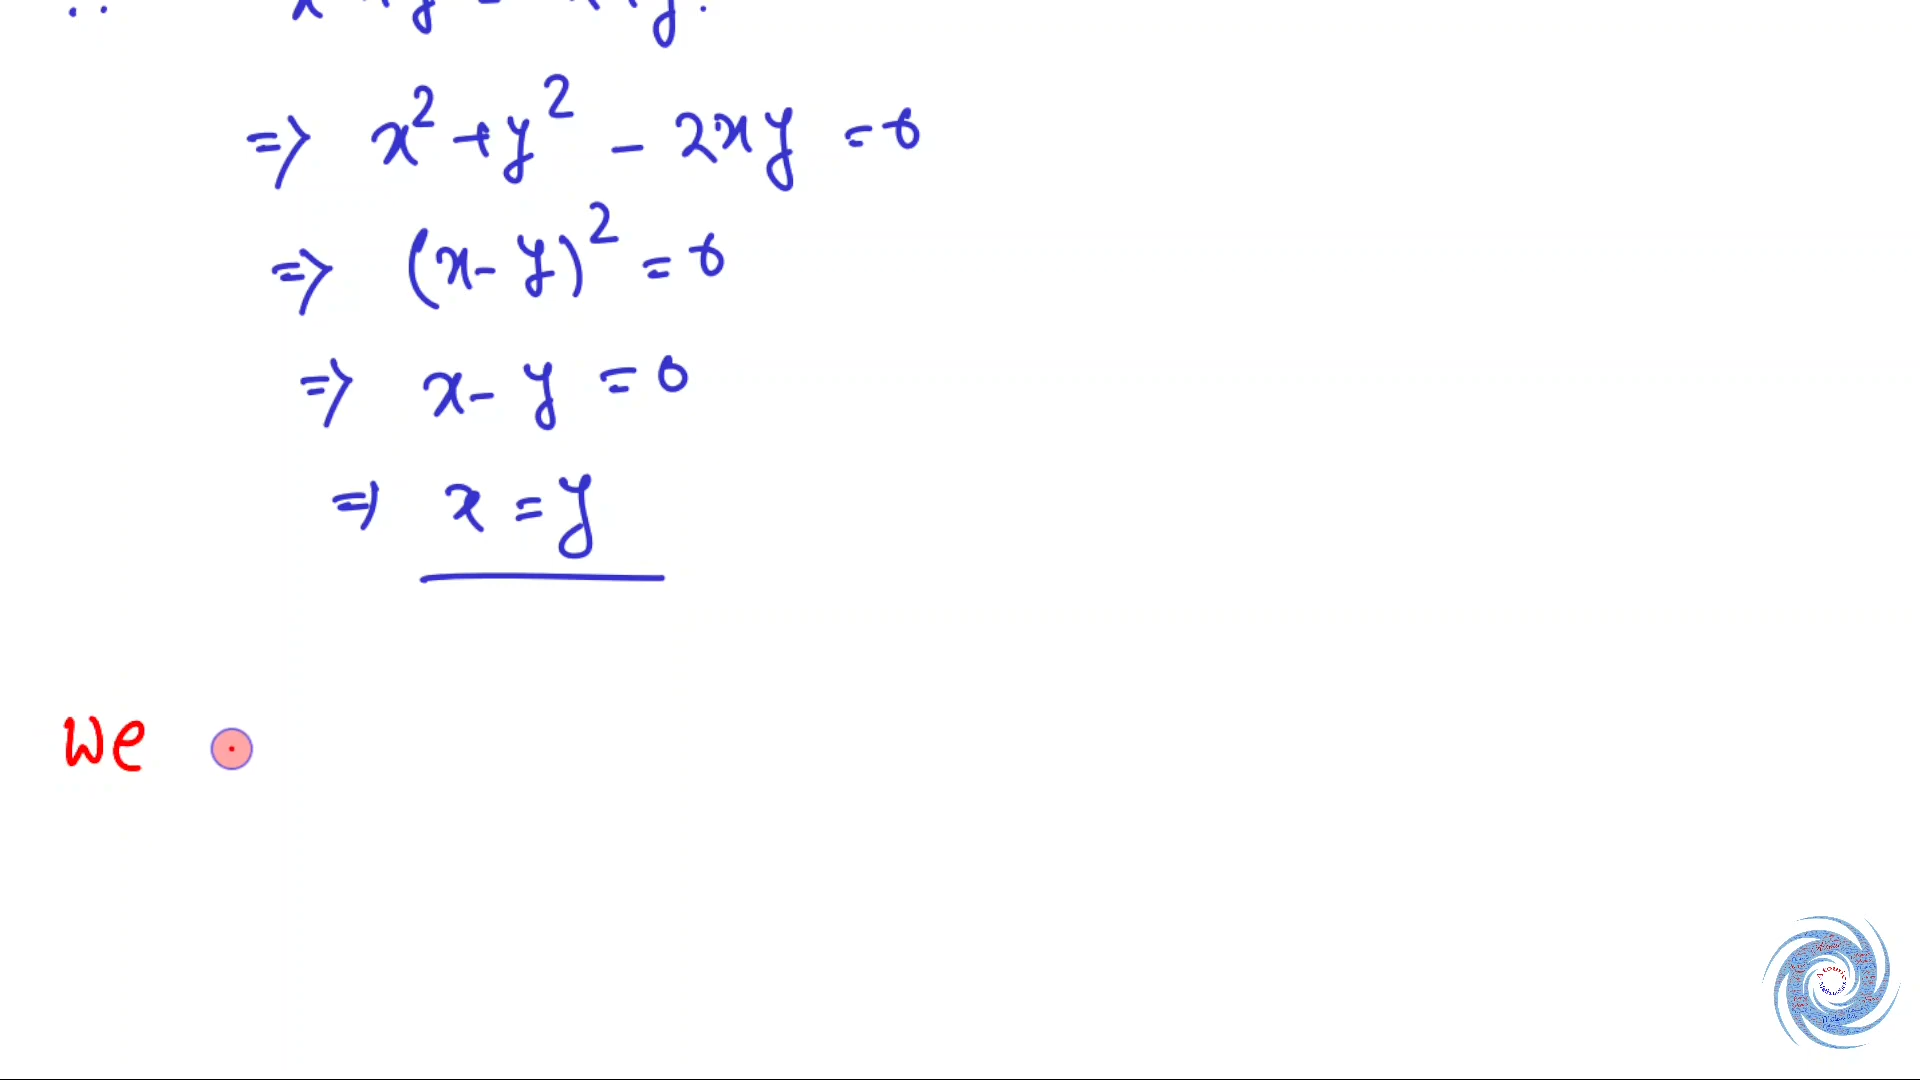 ⇒ x² + y² - 2xy = 0
⇒ (x - y)² = 0
⇒ x - y = 0
⇒ x = y
We